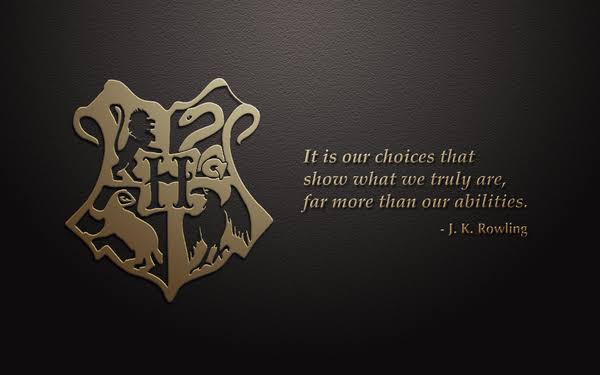 H
It is our choices that
show what we truly are,
far more than our abilities.
- J. K. Rowling